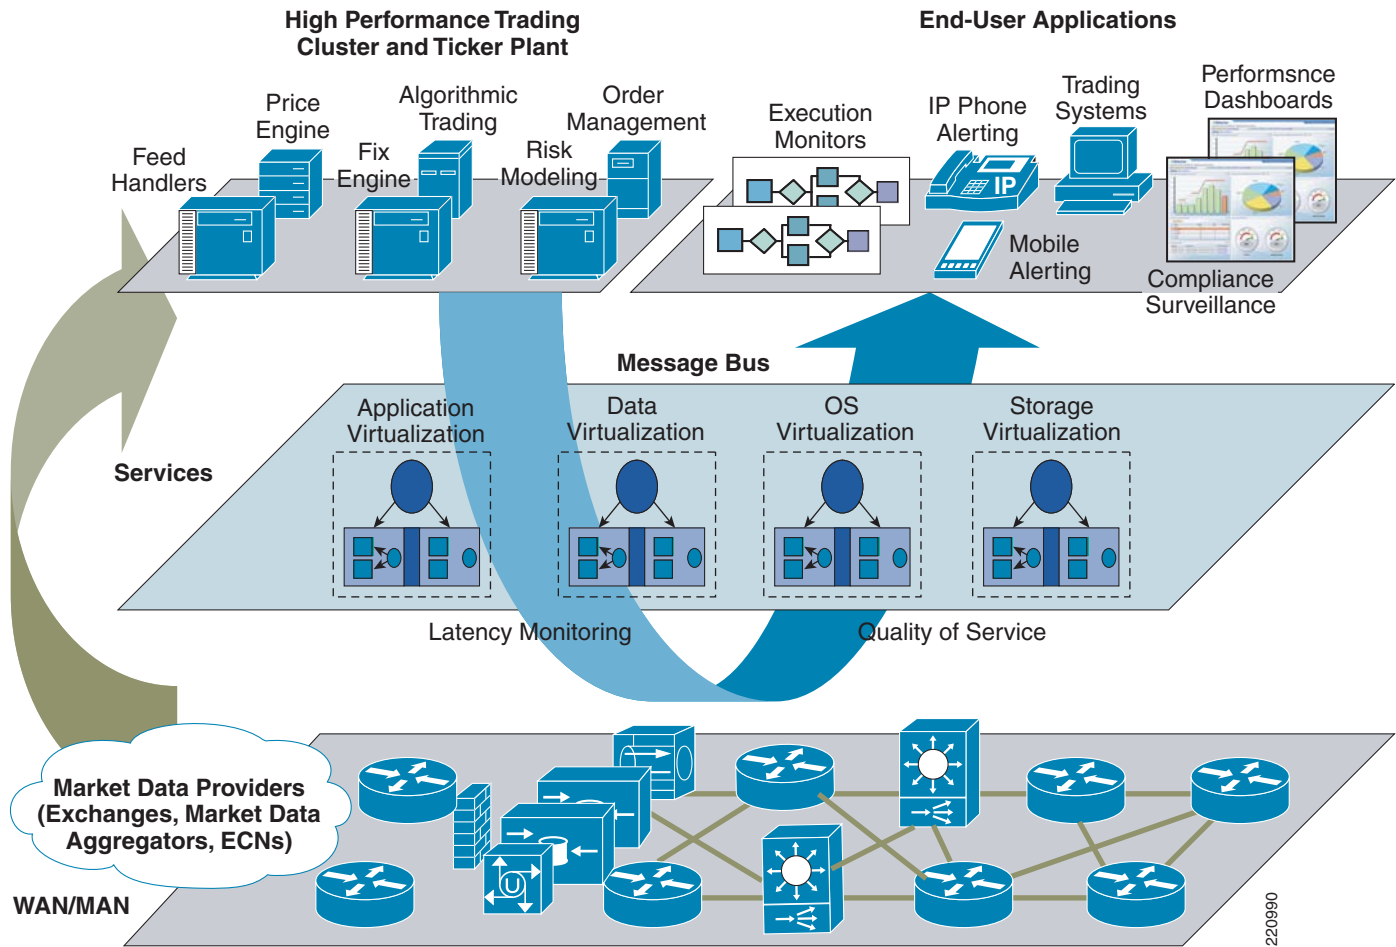 High Performance Trading
Cluster and Ticker Plant
End-User Applications
Feed
Handlers
Price
Engine
Fix
Engine
Algorithmic
Trading
Risk
Modeling
Order
Management
Execution
Monitors
IP Phone
Alerting
IP
Trading
Systems
Performsnce
Dashboards
Mobile
Alerting
Compliance
Surveillance
Message Bus
Services
Application
Virtualization
Data
Virtualization
OS
Virtualization
Storage
Virtualization
Latency Monitoring
Quality of Service
Market Data Providers
(Exchanges, Market Data
Aggregators, ECNs)
U
WAN/MAN
220990